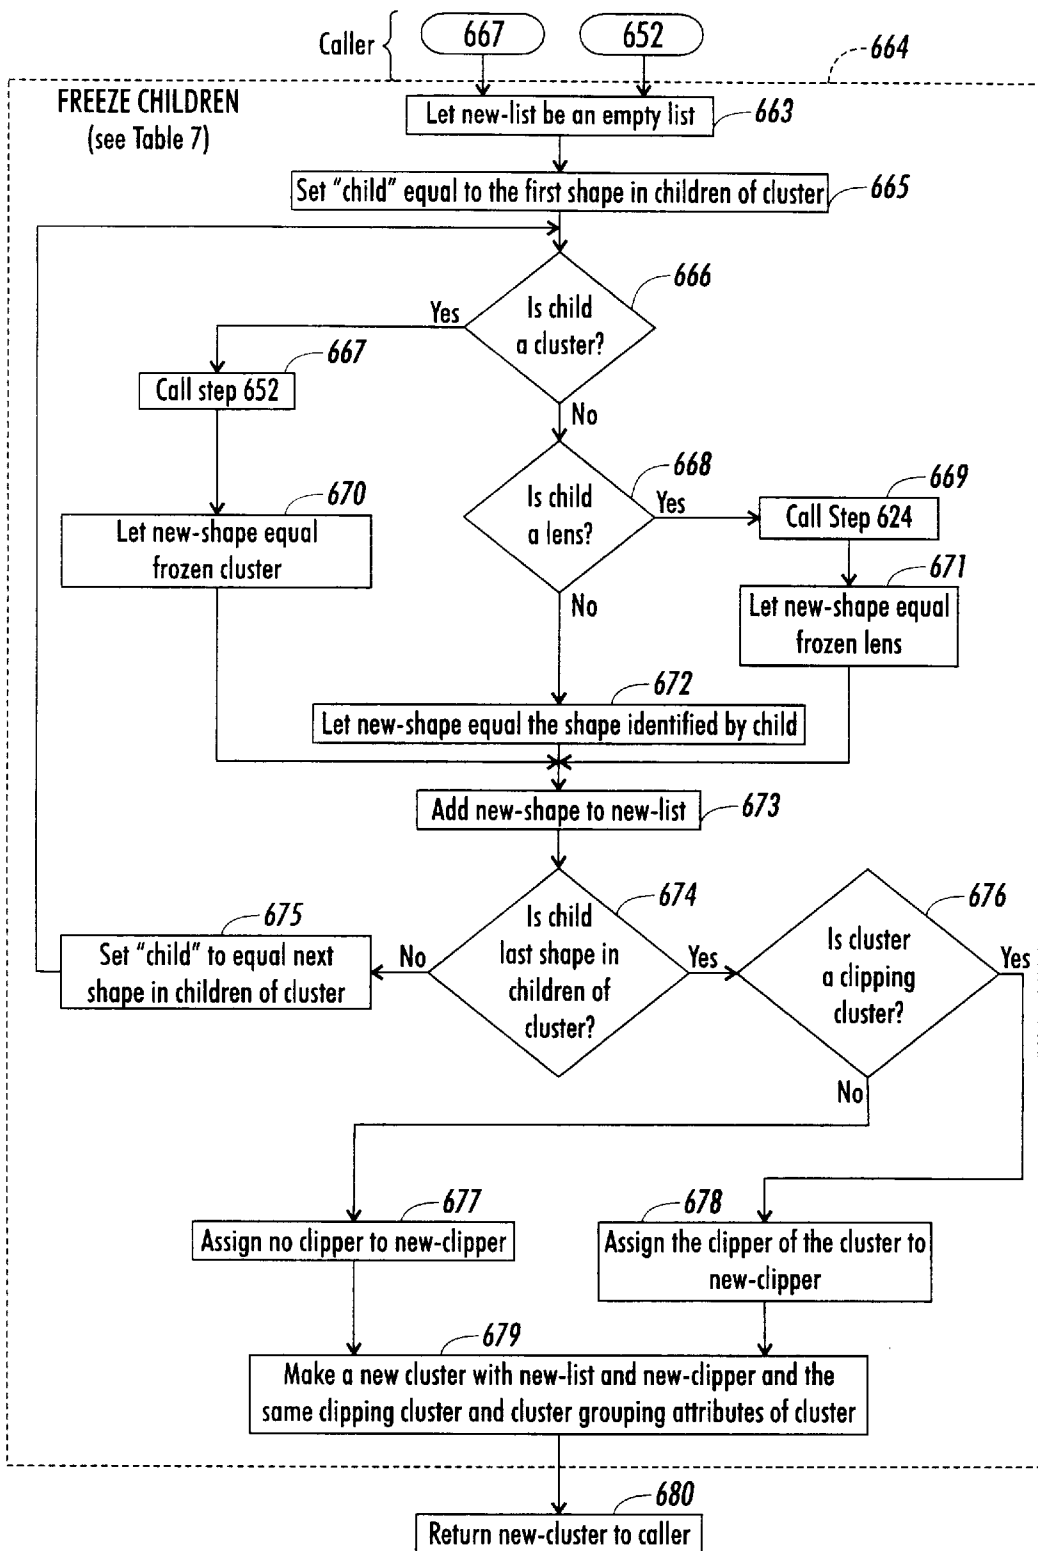 Caller
667
652
664
FREEZE CHILDREN
(see Table 7)
Let new-list be an empty list
663
Set "child" equal to the first shape in children of cluster
665
666
Is child
a cluster?
Yes
No
667
Call step 652
668
Is child
a lens?
Yes
No
669
Call Step 624
670
Let new-shape equal
frozen cluster
671
Let new-shape equal
frozen lens
672
Let new-shape equal the shape identified by child
Add new-shape to new-list
673
674
Is child
last shape in
children of
cluster?
No
Yes
675
Set "child" to equal next
shape in children of cluster
676
Is cluster
a clipping
cluster?
Yes
No
677
Assign no clipper to new-clipper
678
Assign the clipper of the cluster to
new-clipper
679
Make a new cluster with new-list and new-clipper and the
same clipping cluster and cluster grouping attributes of cluster
680
Return new-cluster to caller